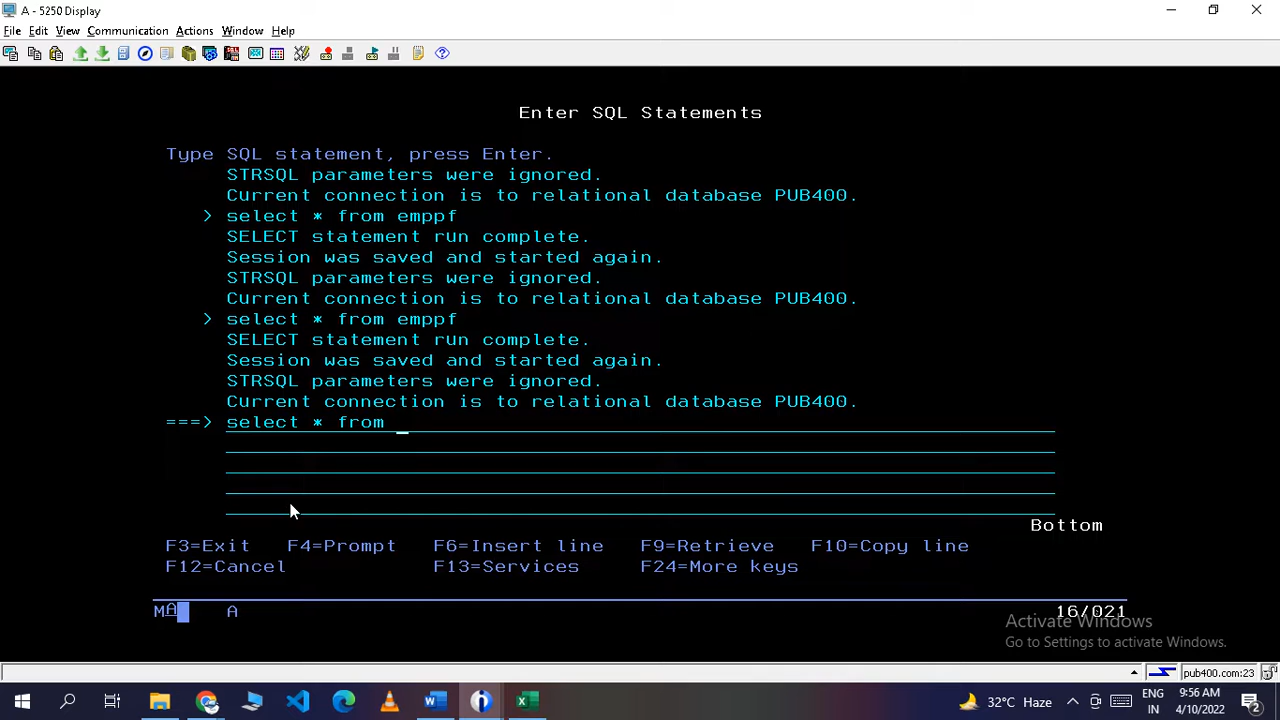 A - 5250 Display
File Edit View Communication Actions Window Help
Enter SQL Statements
Type SQL statement, press Enter.
STRSQL parameters were ignored.
Current connection is to relational database PUB400.
> select * from emppf
SELECT statement run complete.
Session was saved and started again.
STRSQL parameters were ignored.
Current connection is to relational database PUB400.
> select * from emppf
SELECT statement run complete.
Session was saved and started again.
STRSQL parameters were ignored.
Current connection is to relational database PUB400.
===> select * from _
Bottom
F3=Exit F4=Prompt F6=Insert line F9=Retrieve F10=Copy line
F12=Cancel F13=Services F24=More keys
MA A 16/021
Activate Windows
Go to Settings to activate Windows.
pub400.com:23
32°C Haze ENG IN 9:56 AM 4/10/2022 2